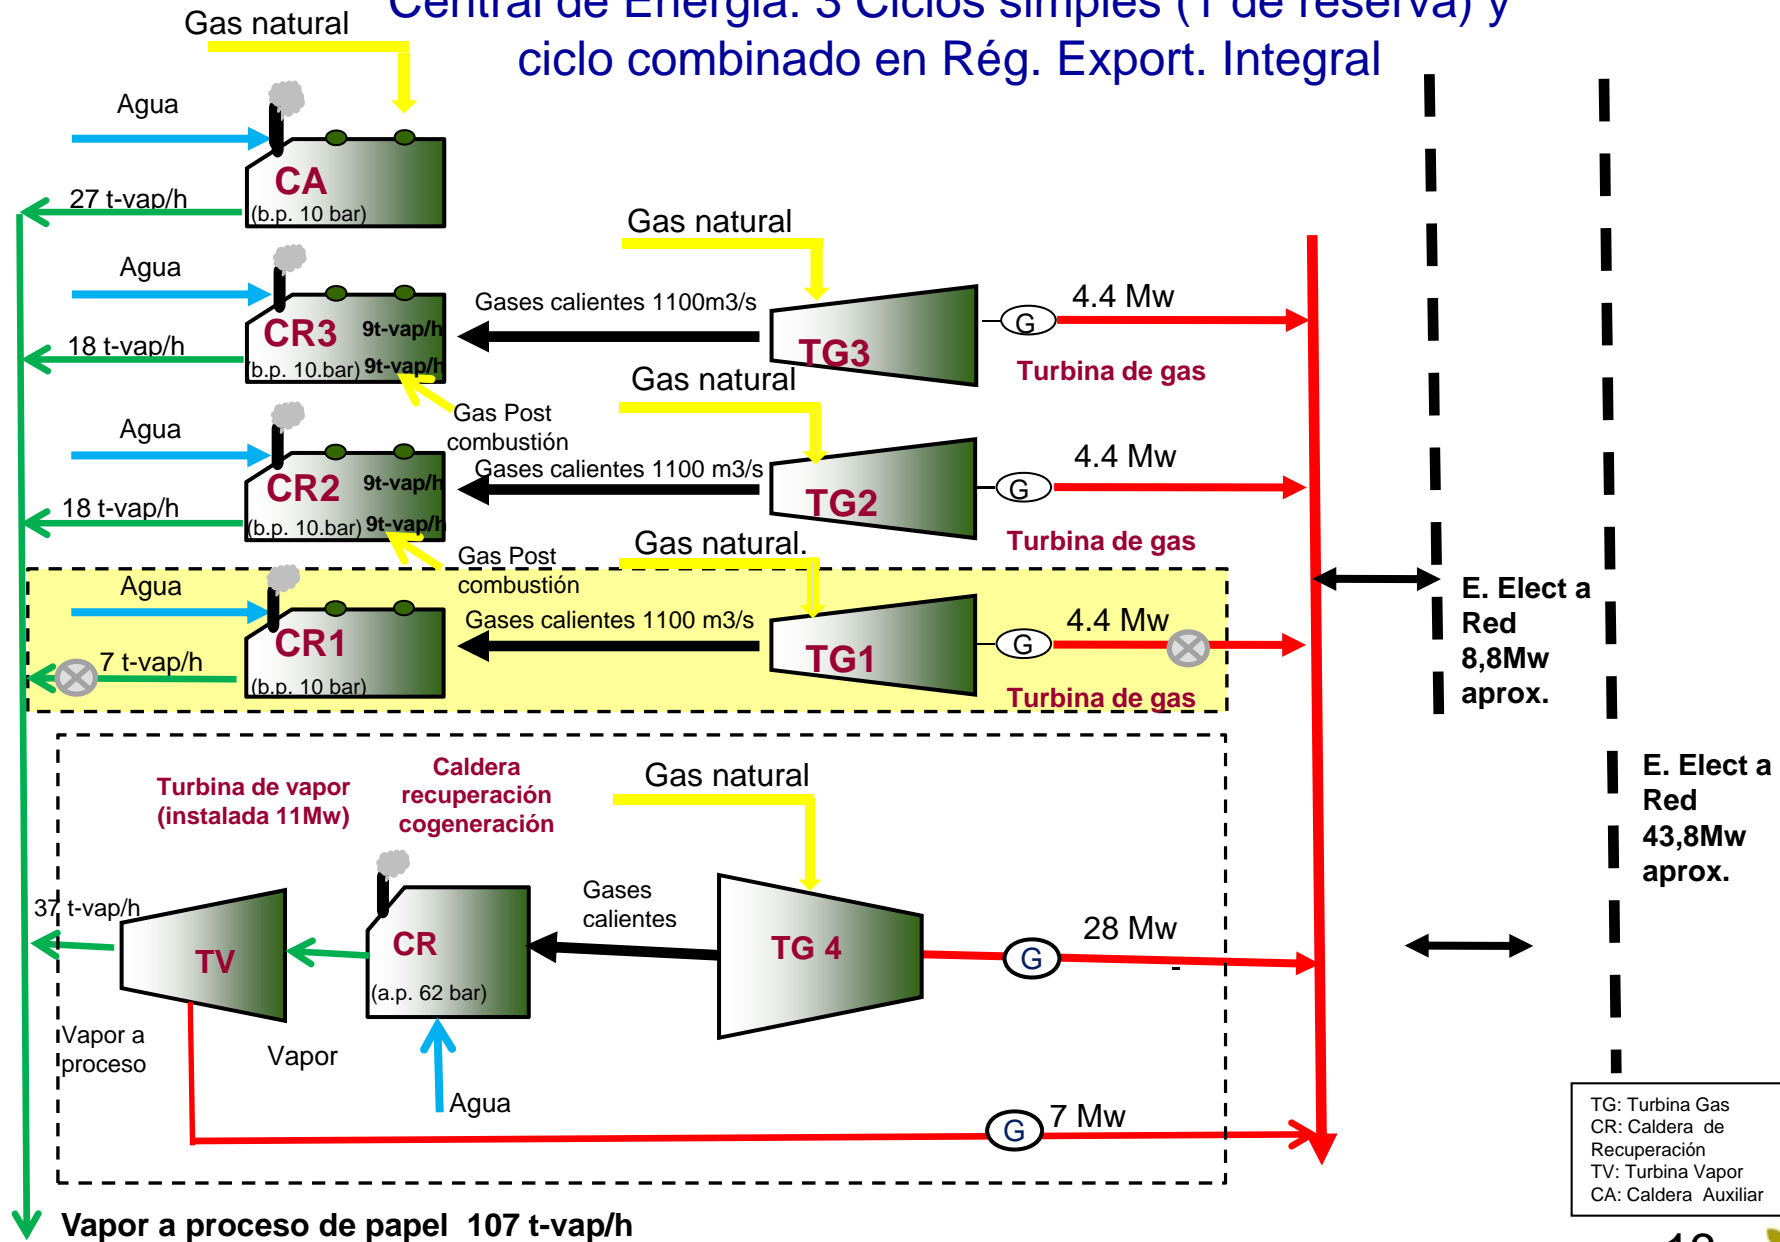 Central de Energía. 3 Ciclos simples (1 de reserva) y
ciclo combinado en Rég. Export. Integral
Gas natural
Agua
CA
27 t-vap/h
(b.p. 10 bar)
Gas natural
Agua
Gases calientes 1100m3/s
4.4 Mw
CR3
9t-vap/h
G
TG3
18 t-vap/h
(b.p. 10.bar)
9t-vap/h
Turbina de gas
Gas natural
Gas Post
combustión
Agua
Gases calientes 1100 m3/s
4.4 Mw
CR2
9t-vap/h
G
TG2
18 t-vap/h
(b.p. 10.bar)
9t-vap/h
Turbina de gas
Gas natural.
Gas Post
combustión
Agua
Gases calientes 1100 m3/s
4.4 Mw
CR1
G
TG1
7 t-vap/h
(b.p. 10 bar)
Turbina de gas
E. Elect a
Red
8,8Mw
aprox.
Turbina de vapor
(instalada 11Mw)
Caldera
recuperación
cogeneración
Gas natural
E. Elect a
Red
43,8Mw
aprox.
37 t-vap/h
Gases
calientes
28 Mw
TV
CR
TG 4
G
(a.p. 62 bar)
Vapor a
proceso
Vapor
Agua
G
7 Mw
TG: Turbina Gas
CR: Caldera de
Recuperación
TV: Turbina Vapor
CA: Caldera Auxiliar
Vapor a proceso de papel 107 t-vap/h